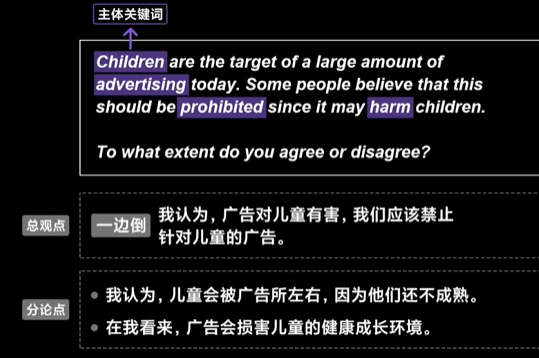 主体关键词
Children are the target of a large amount of
advertising today. Some people believe that this
should be prohibited since it may harm children.
To what extent do you agree or disagree?
总观点
一边倒
我认为，广告对儿童有害，我们应该禁止
针对儿童的广告。
分论点
我认为，儿童会被广告所左右，因为他们还不成熟。
在我看来，广告会损害儿童的健康成长环境。